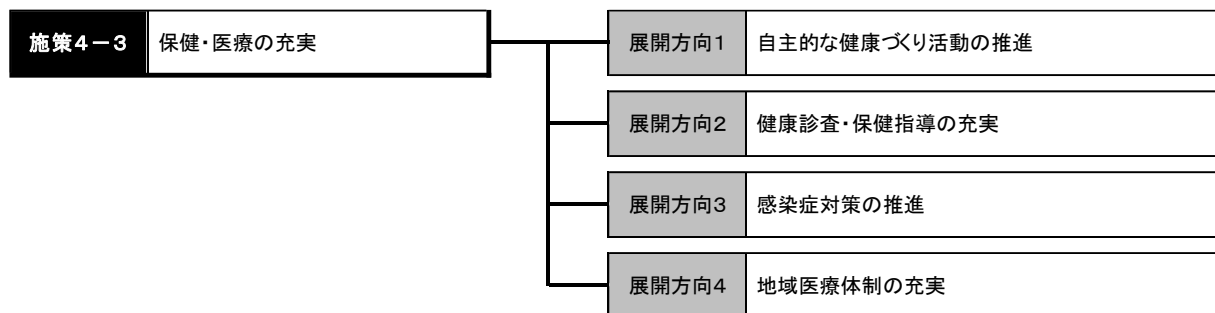 施策4－3 保健・医療の充実
展開方向1 自主的な健康づくり活動の推進
展開方向2 健康診査・保健指導の充実
展開方向3 感染症対策の推進
展開方向4 地域医療体制の充実